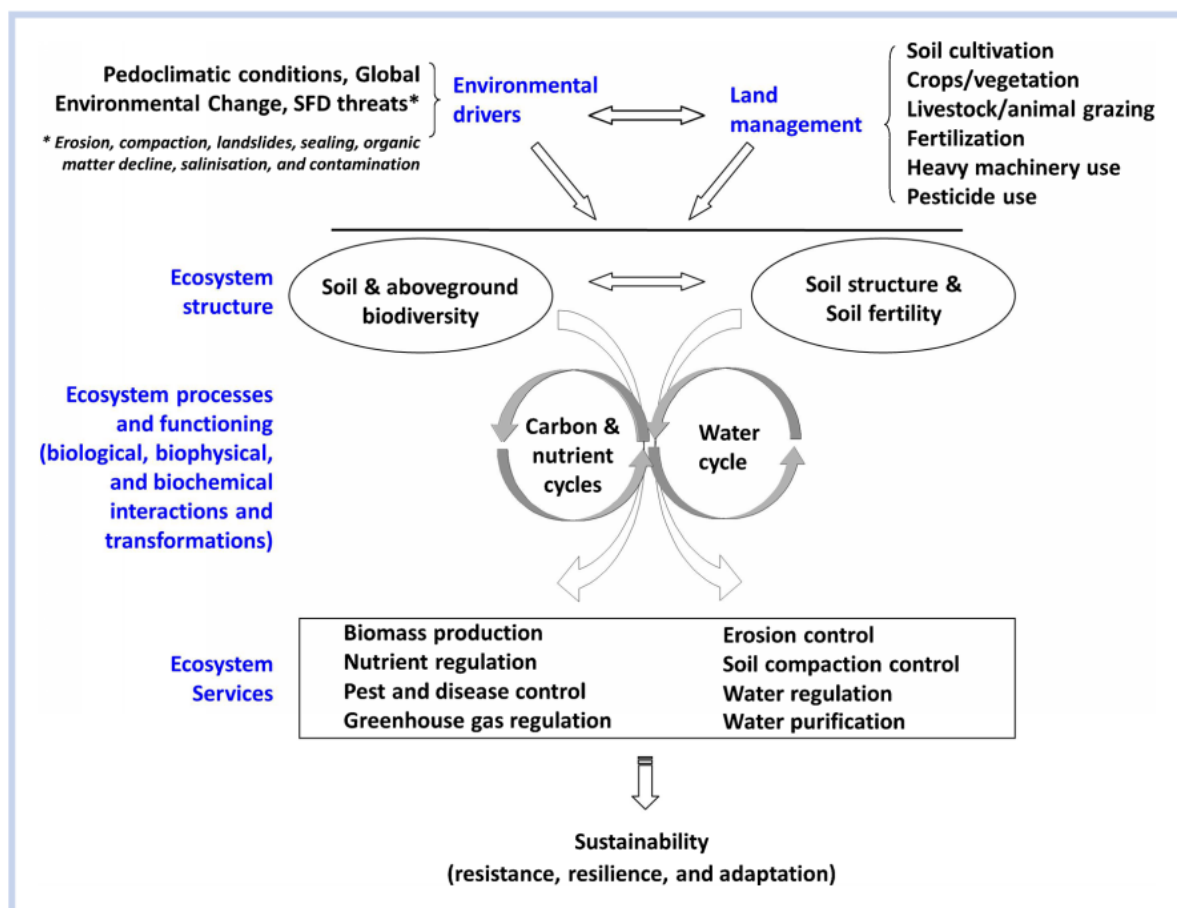 Pedoclimatic conditions, Global
Environmental Change, SFD threats*
* Erosion, compaction, landslides, sealing, organic
matter decline, salinisation, and contamination
Environmental
drivers
Land
management
Soil cultivation
Crops/vegetation
Livestock/animal grazing
Fertilization
Heavy machinery use
Pesticide use
Ecosystem
structure
Soil & aboveground
biodiversity
Soil structure &
Soil fertility
Ecosystem processes
and functioning
(biological, biophysical,
and biochemical
interactions and
transformations)
Carbon &
nutrient
cycles
Water
cycle
Ecosystem
Services
Biomass production
Nutrient regulation
Pest and disease control
Greenhouse gas regulation
Erosion control
Soil compaction control
Water regulation
Water purification
Sustainability
(resistance, resilience, and adaptation)